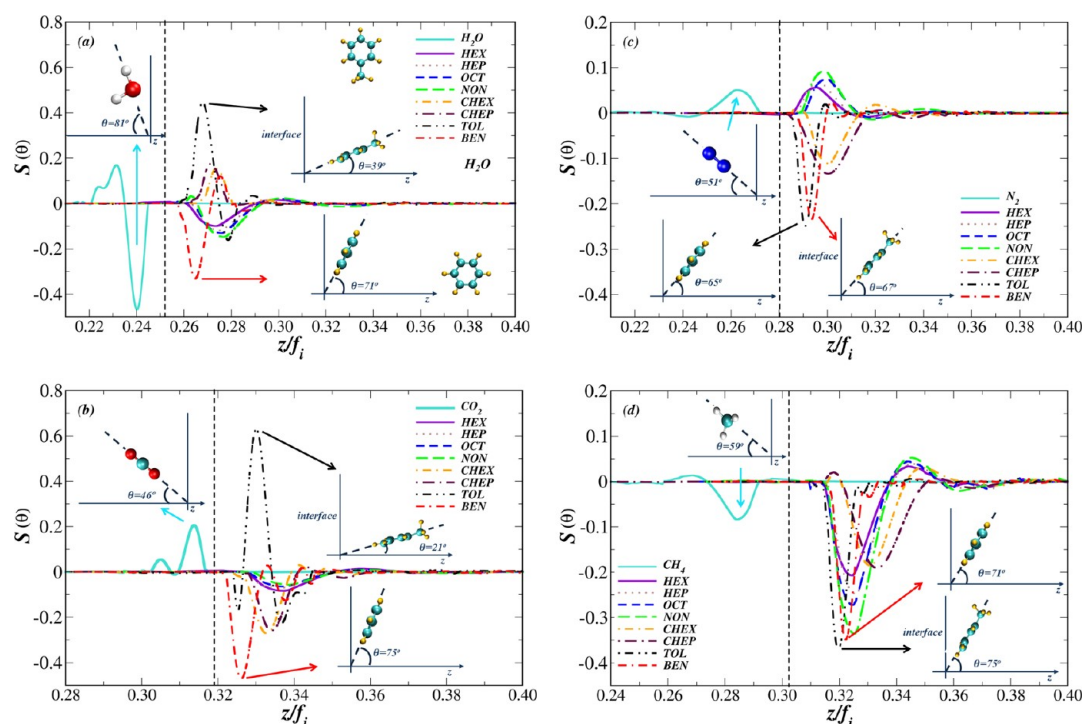 (a)
S (θ)
0.8
0.6
0.4
0.2
0
-0.2
-0.4
θ=81°
z
H2O
HEX
HEP
OCT
NON
CHEX
CHEP
TOL
BEN
interface
θ=39°
z
H2O
θ=71°
z
0.22 0.24 0.26 0.28 0.30 0.32 0.34 0.36 0.38 0.40
z/fi
(c)
S (θ)
0.2
0.1
0
-0.1
-0.2
-0.3
-0.4
θ=51°
z
θ=65°
z
interface
θ=67°
z
N2
HEX
HEP
OCT
NON
CHEX
CHEP
TOL
BEN
0.22 0.24 0.26 0.28 0.30 0.32 0.34 0.36 0.38 0.40
z/fi
(b)
S (θ)
0.8
0.6
0.4
0.2
0
-0.2
-0.4
θ=46°
z
CO2
HEX
HEP
OCT
NON
CHEX
CHEP
TOL
BEN
interface
θ=21°
z
θ=75°
z
0.28 0.30 0.32 0.34 0.36 0.38 0.40
z/fi
(d)
S (θ)
0.2
0.1
0
-0.1
-0.2
-0.3
-0.4
θ=59°
z
CH4
HEX
HEP
OCT
NON
CHEX
CHEP
TOL
BEN
θ=71°
z
interface
θ=75°
z
0.24 0.26 0.28 0.30 0.32 0.34 0.36 0.38 0.40
z/fi